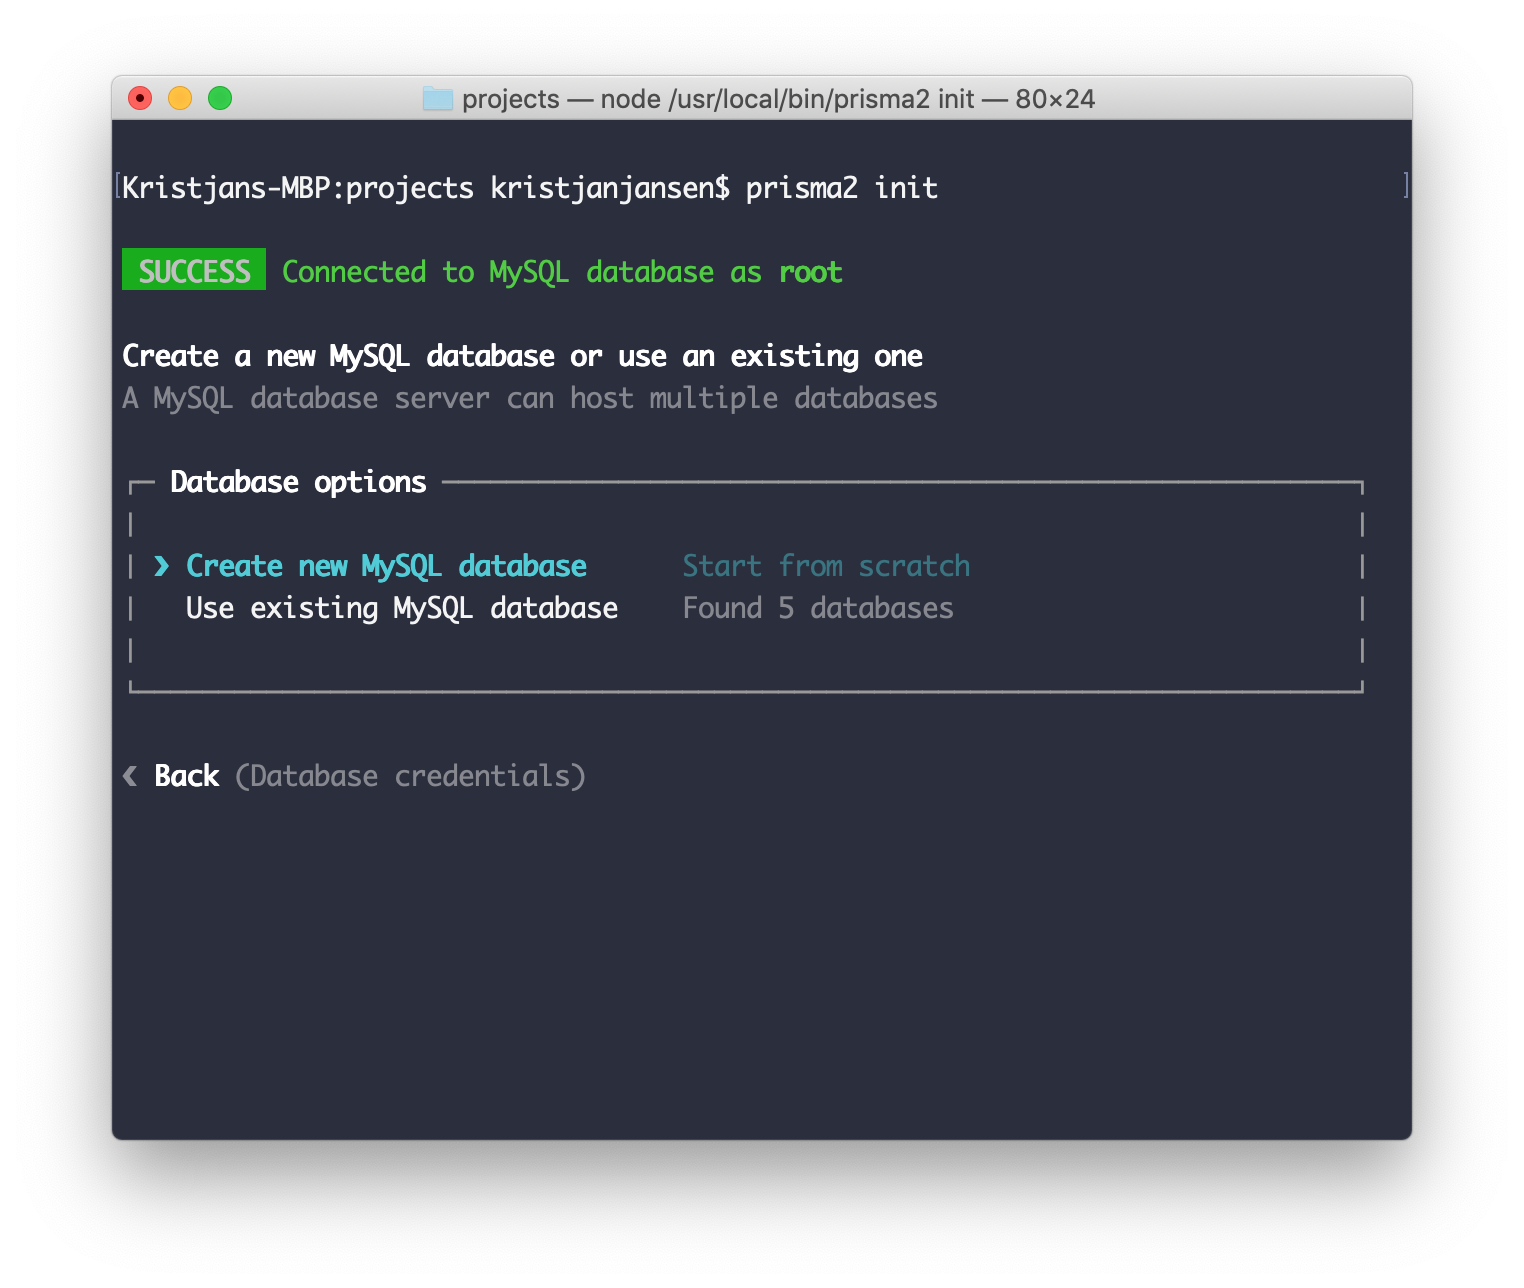 projects — node /usr/local/bin/prisma2 init — 80×24
[Kristjans-MBP:projects kristjanjansen$ prisma2 init ]
SUCCESS Connected to MySQL database as root
Create a new MySQL database or use an existing one
A MySQL database server can host multiple databases
Database options
❯ Create new MySQL database Start from scratch
Use existing MySQL database Found 5 databases
❮ Back (Database credentials)